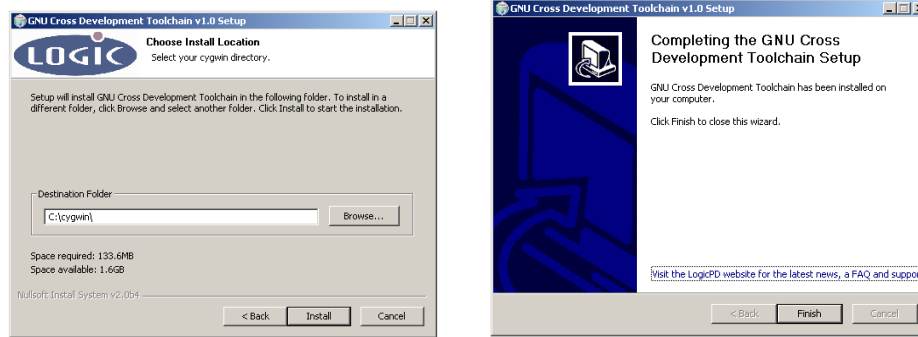 GNU Cross Development Toolchain v1.0 Setup
LOGIC
Choose Install Location
Select your cygwin directory.
Setup will install GNU Cross Development Toolchain in the following folder. To install in a
different folder, click Browse and select another folder. Click Install to start the installation.
Destination Folder
C:\cygwin\
Browse...
Space required: 133.6MB
Space available: 1.6GB
Nullsoft Install System v2.0b4
< Back Install Cancel
GNU Cross Development Toolchain v1.0 Setup
Completing the GNU Cross
Development Toolchain Setup
GNU Cross Development Toolchain has been installed on
your computer.
Click Finish to close this wizard.
Visit the LogicPD website for the latest news, a FAQ and suppor
< Back Finish Cancel